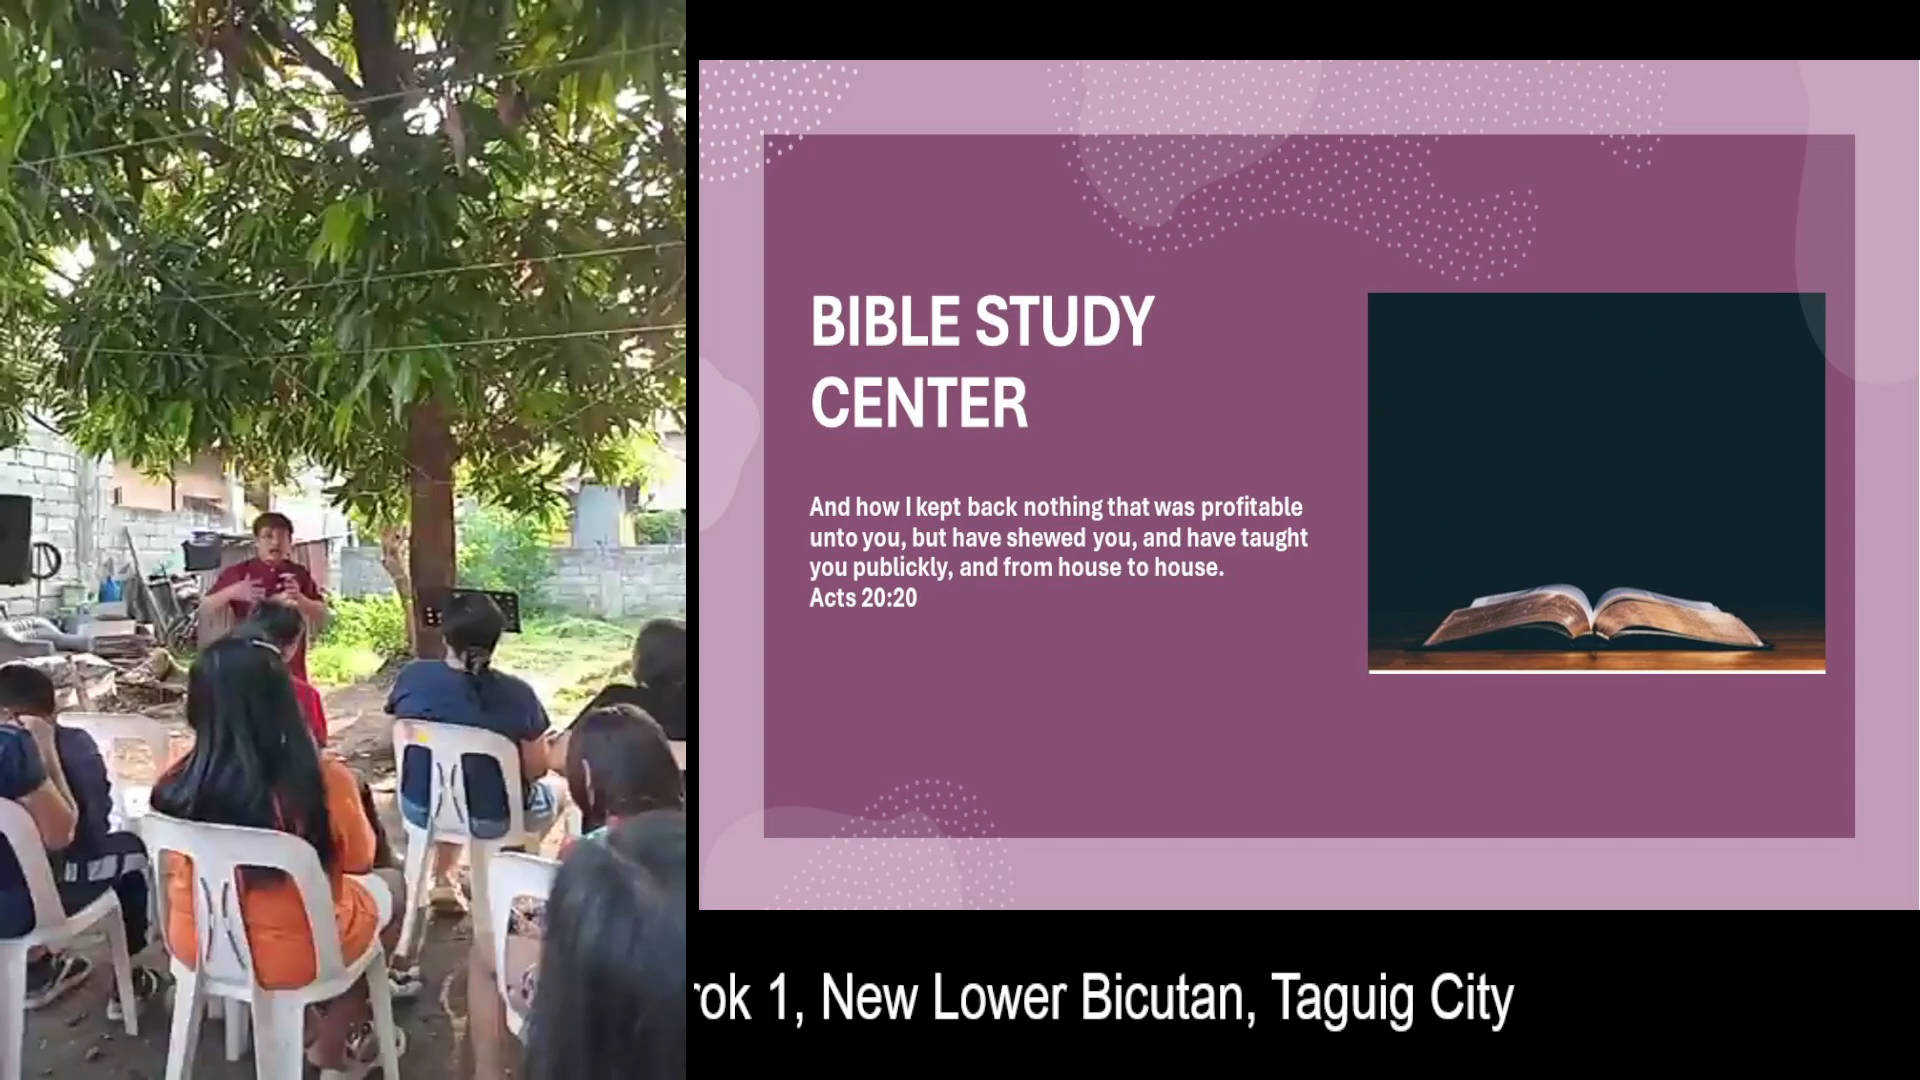 BIBLE STUDY
CENTER
And how I kept back nothing that was profitable
unto you, but have shewed you, and have taught
you publickly, and from house to house.
Acts 20:20
rok 1, New Lower Bicutan, Taguig City